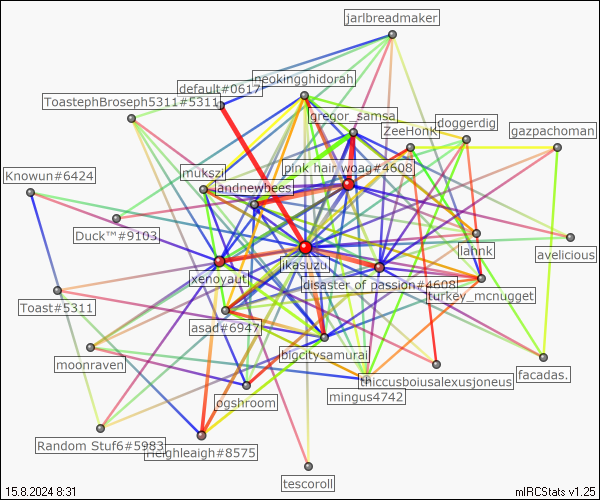 jarlbreadmaker
neokingghidorah
default#0617
ToastephBroseph5311#5311
gregor_samsa
doggerdig
ZeeHonk
gazpachoman
pink hair woag#4608
mukszi
Knowun#6424
landnewbees
Duck™#9103
lahnk
avelicious
ikasuzu
xenoyaut
disaster of passion#4608
turkey_mcnugget
Toast#5311
asad#6947
bigcitysamurai
moonraven
facadas.
thiccusboiusalexusjoneus
mingus4742
ogshroom
Random Stuf6#5983
Heighleaigh#8575
tescoroll
15.8.2024 8:31
mIRCStats v1.25